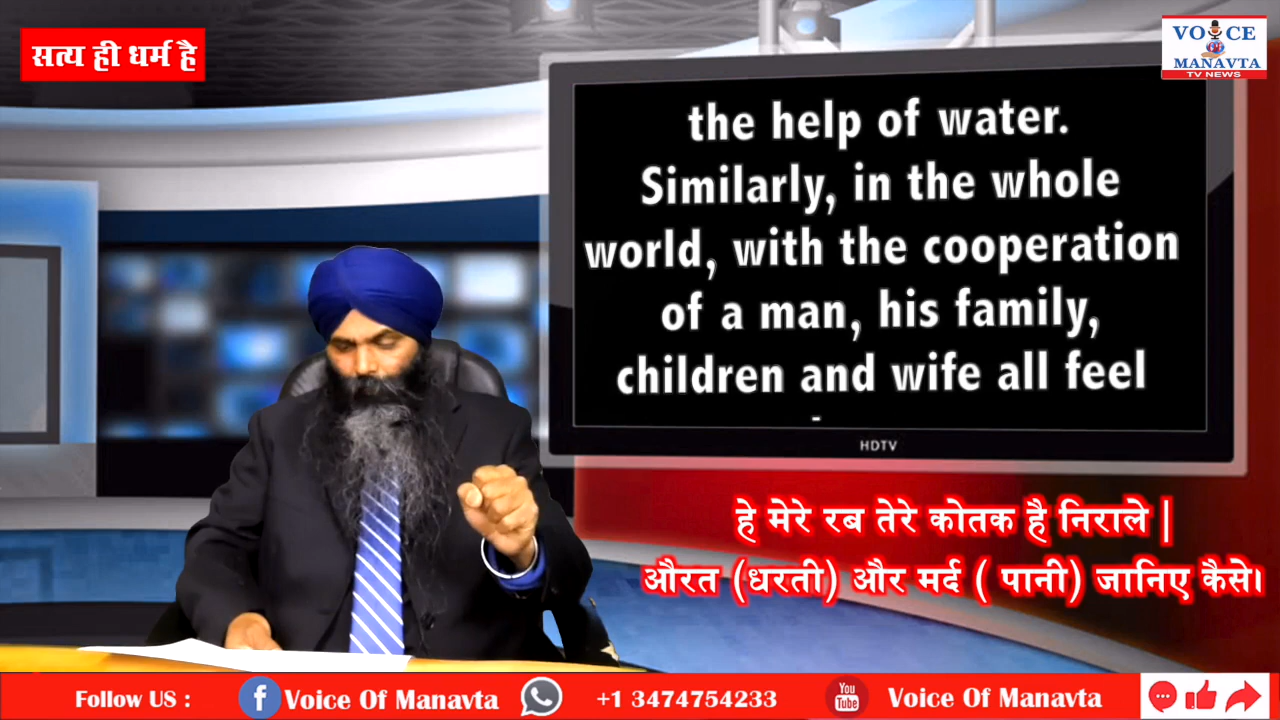 सत्य ही धर्म है
VOICE
OF
MANAVTA
TV NEWS
the help of water.
Similarly, in the whole
world, with the cooperation
of a man, his family,
children and wife all feel
HDTV
हे मेरे रब तेरे कोतक है निराले |
औरत (धरती) और मर्द ( पानी) जानिए कैसे।
Follow US : Voice Of Manavta +1 3474754233 You Tube Voice Of Manavta